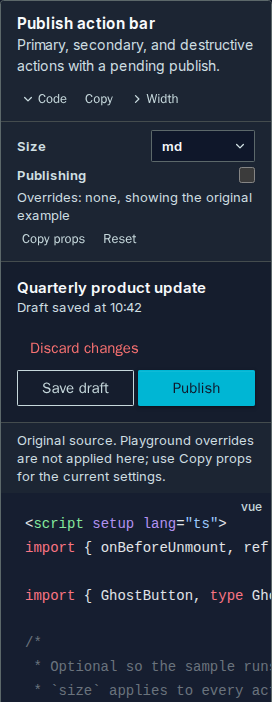 Publish action bar
Primary, secondary, and destructive
actions with a pending publish.
Code Copy Width
Size md
Publishing
Overrides: none, showing the original
example
Copy props Reset
Quarterly product update
Draft saved at 10:42
Discard changes
Save draft Publish
Original source. Playground overrides
are not applied here; use Copy props
for the current settings.
vue
<script setup lang="ts">
import { onBeforeUnmount, ref
import { GhostButton, type Gho
/*
* Optional so the sample runs
* `size` applies to every act